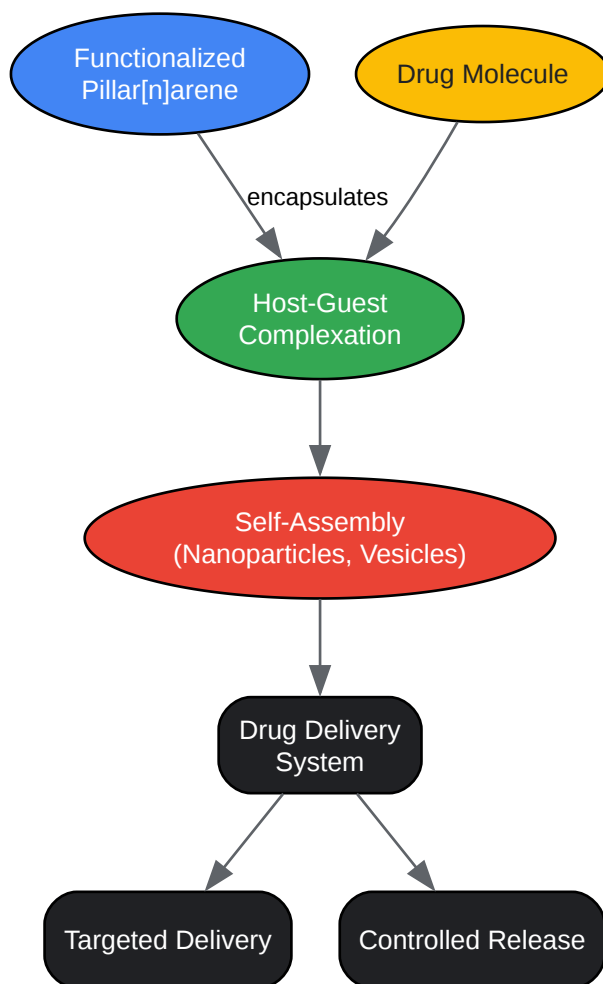 Functionalized
Pillar[n]arene
Drug Molecule
encapsulates
Host-Guest
Complexation
Self-Assembly
(Nanoparticles, Vesicles)
Drug Delivery
System
Targeted Delivery
Controlled Release